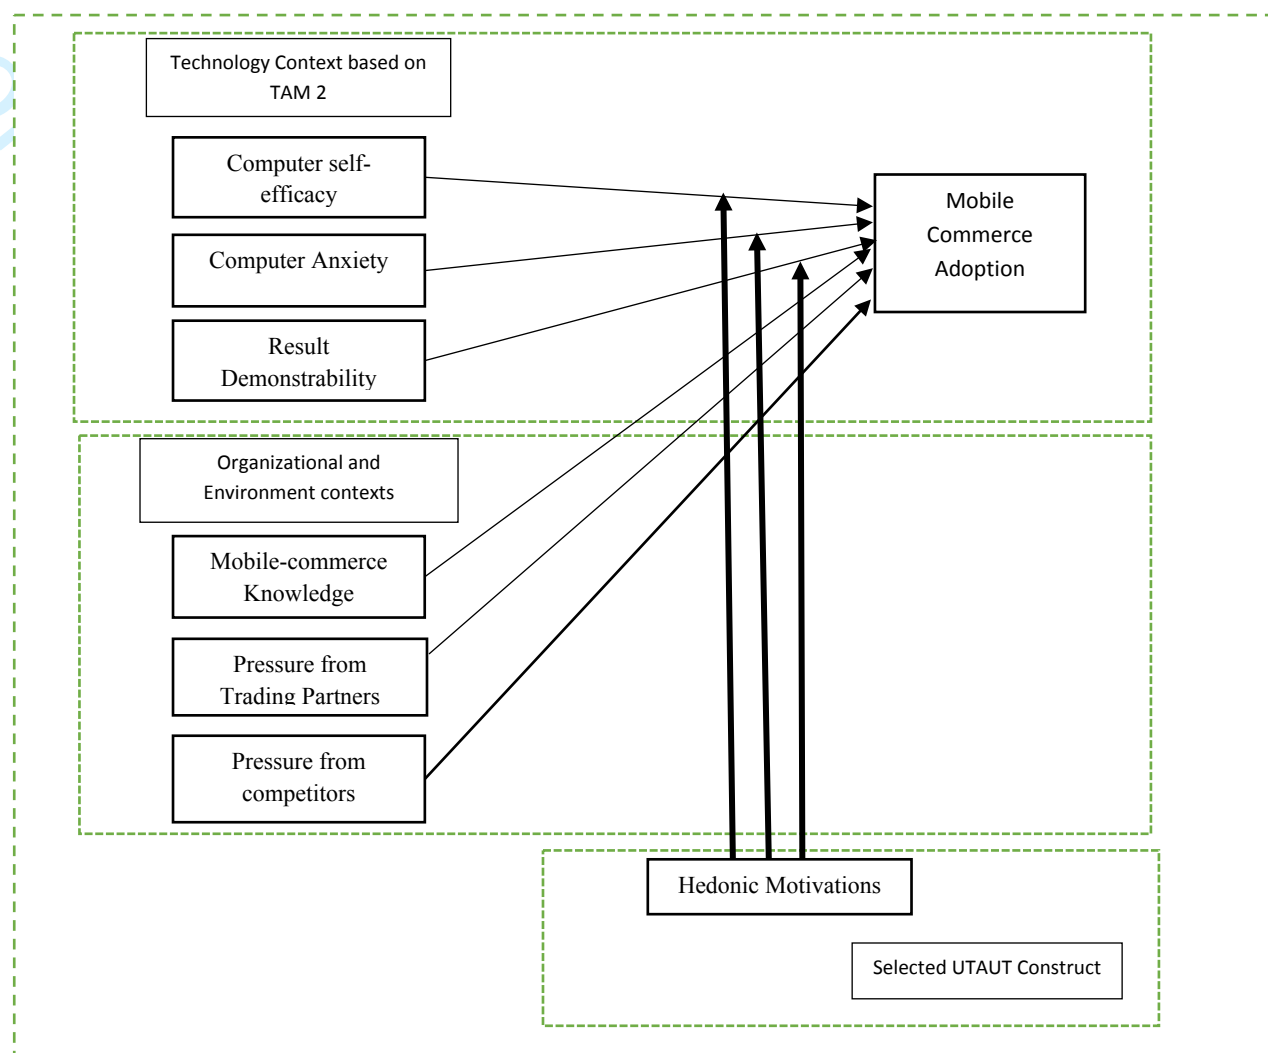 Technology Context based on
TAM 2
Computer self-
efficacy
Computer Anxiety
Result
Demonstrability
Mobile
Commerce
Adoption
Organizational and
Environment contexts
Mobile-commerce
Knowledge
Pressure from
Trading Partners
Pressure from
competitors
Hedonic Motivations
Selected UTAUT Construct